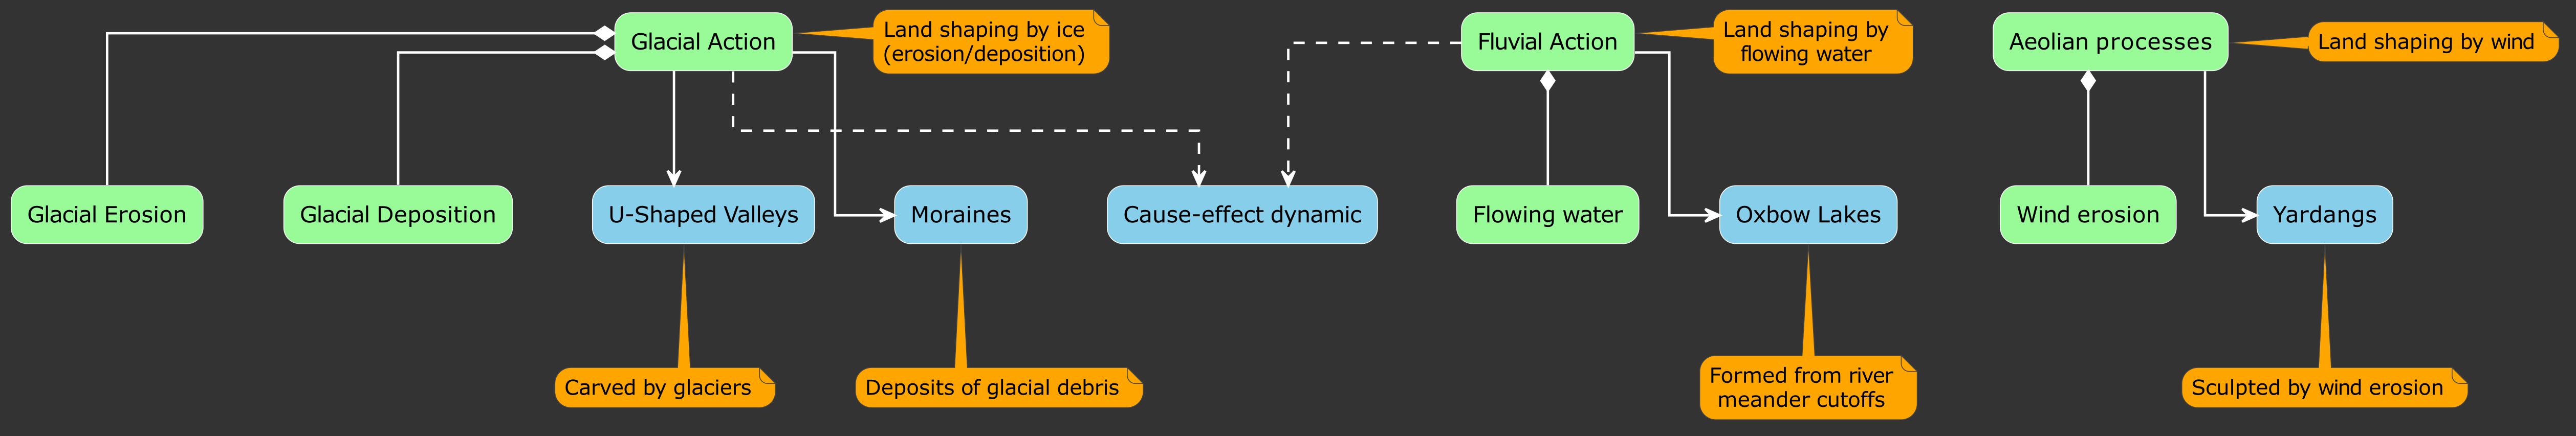 Glacial Action
Land shaping by ice
(erosion/deposition)
Fluvial Action
Land shaping by
flowing water
Aeolian processes
Land shaping by wind
Glacial Erosion
Glacial Deposition
U-Shaped Valleys
Moraines
Cause-effect dynamic
Flowing water
Oxbow Lakes
Wind erosion
Yardangs
Carved by glaciers
Deposits of glacial debris
Formed from river
meander cutoffs
Sculpted by wind erosion